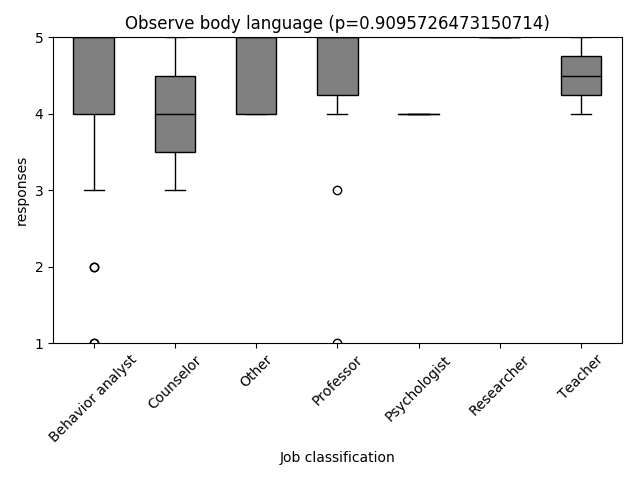 Observe body language (p=0.9095726473150714)
5
4
3
2
1
responses
Behavior analyst
Counselor
Other
Professor
Psychologist
Researcher
Teacher
Job classification